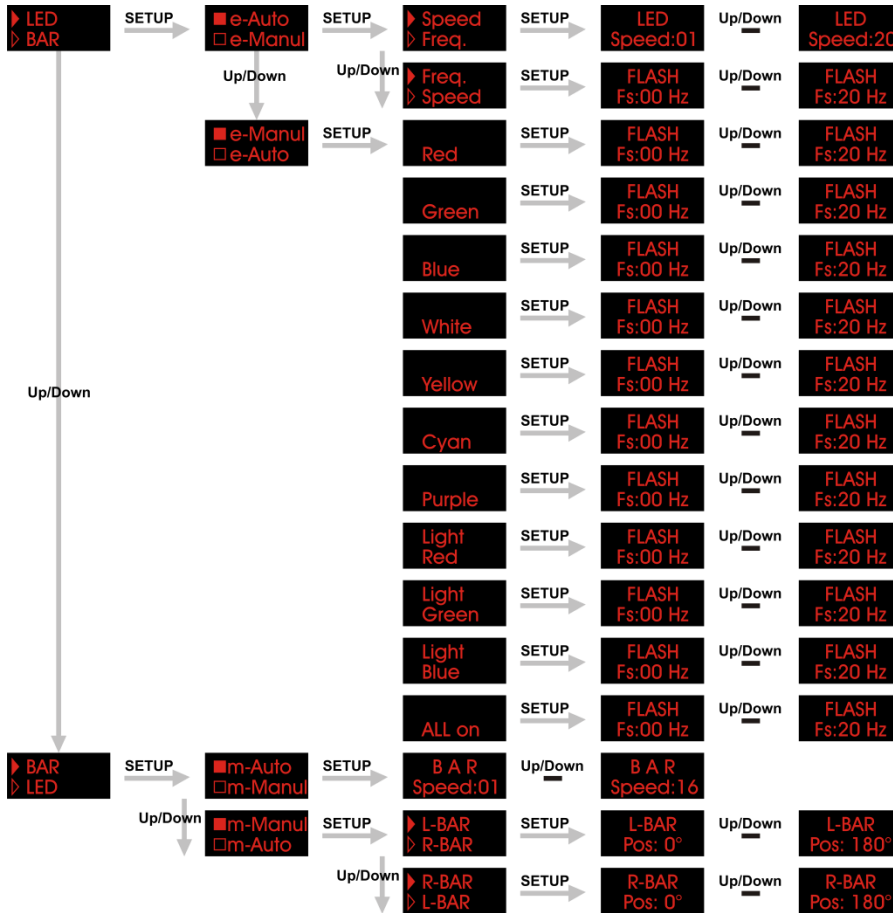 LED
BAR
SETUP
e-Auto
e-Manul
SETUP
Speed
Freq.
SETUP
LED
Speed:01
Up/Down
LED
Speed:20
Up/Down
Up/Down
Freq.
Speed
SETUP
FLASH
Fs:00 Hz
Up/Down
FLASH
Fs:20 Hz
e-Manul
e-Auto
SETUP
Red
SETUP
FLASH
Fs:00 Hz
Up/Down
FLASH
Fs:20 Hz
Green
SETUP
FLASH
Fs:00 Hz
Up/Down
FLASH
Fs:20 Hz
Blue
SETUP
FLASH
Fs:00 Hz
Up/Down
FLASH
Fs:20 Hz
White
SETUP
FLASH
Fs:00 Hz
Up/Down
FLASH
Fs:20 Hz
Yellow
SETUP
FLASH
Fs:00 Hz
Up/Down
FLASH
Fs:20 Hz
Up/Down
Cyan
SETUP
FLASH
Fs:00 Hz
Up/Down
FLASH
Fs:20 Hz
Purple
SETUP
FLASH
Fs:00 Hz
Up/Down
FLASH
Fs:20 Hz
Light
Red
SETUP
FLASH
Fs:00 Hz
Up/Down
FLASH
Fs:20 Hz
Light
Green
SETUP
FLASH
Fs:00 Hz
Up/Down
FLASH
Fs:20 Hz
Light
Blue
SETUP
FLASH
Fs:00 Hz
Up/Down
FLASH
Fs:20 Hz
ALL on
SETUP
FLASH
Fs:00 Hz
Up/Down
FLASH
Fs:20 Hz
BAR
LED
SETUP
m-Auto
m-Manul
SETUP
B A R
Speed:01
Up/Down
B A R
Speed:16
Up/Down
m-Manul
m-Auto
SETUP
L-BAR
R-BAR
SETUP
L-BAR
Pos: 0°
Up/Down
L-BAR
Pos: 180°
Up/Down
R-BAR
L-BAR
SETUP
R-BAR
Pos: 0°
Up/Down
R-BAR
Pos: 180°